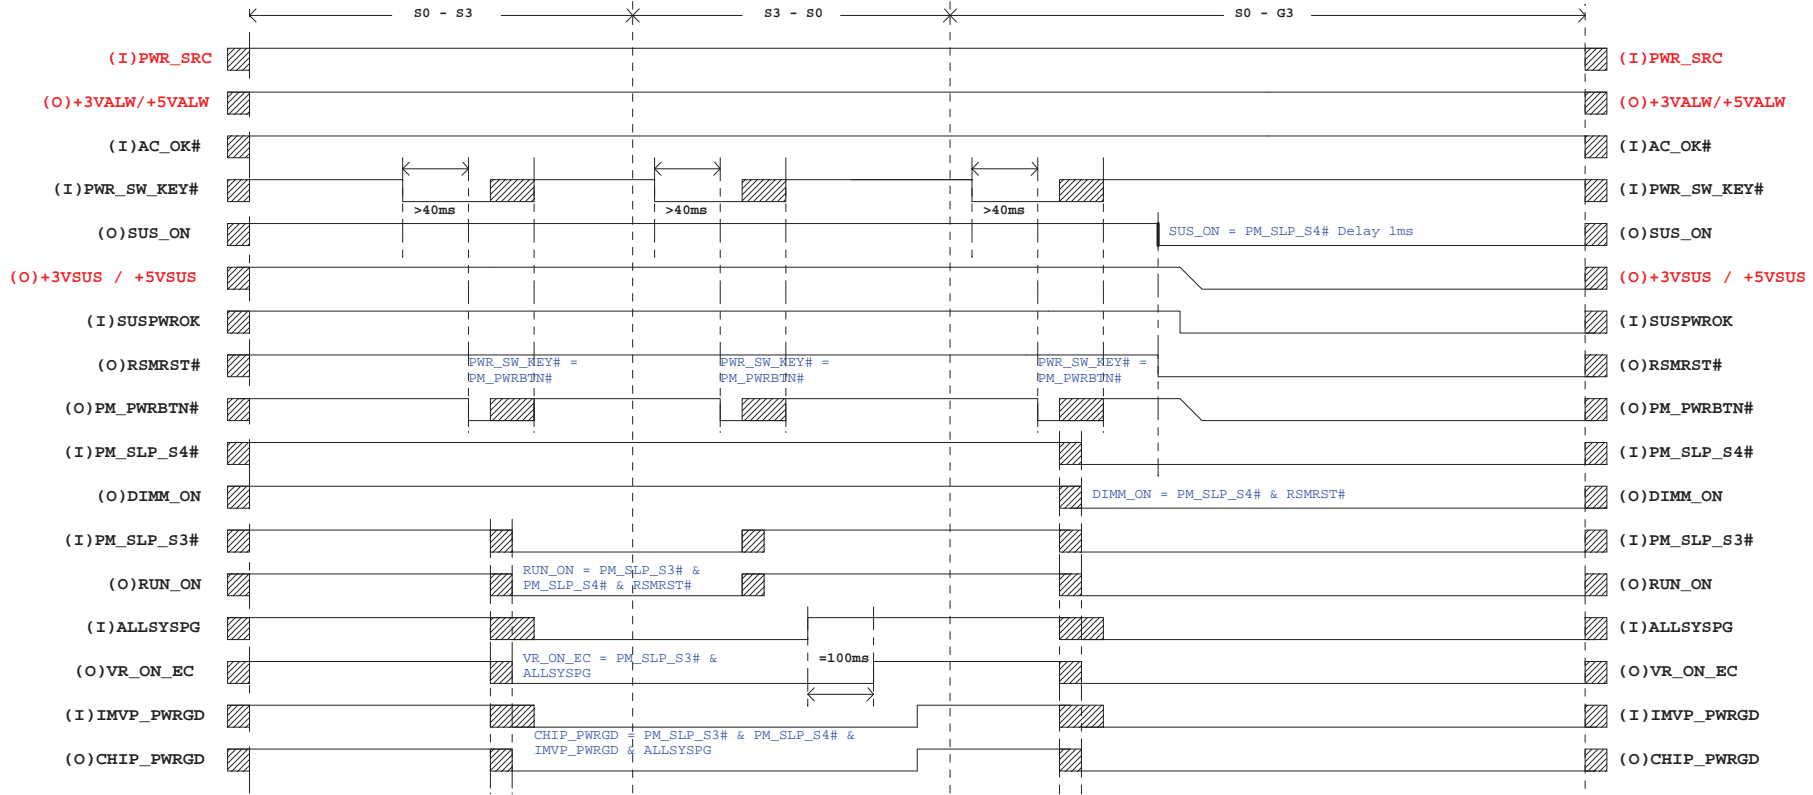 S0 - S3 S3 - S0 S0 - G3
(I)PWR_SRC (I)PWR_SRC
(O)+3VALW/+5VALW (O)+3VALW/+5VALW
(I)AC_OK# (I)AC_OK#
(I)PWR_SW_KEY# (I)PWR_SW_KEY#
>40ms >40ms >40ms
(O)SUS_ON SUS_ON = PM_SLP_S4# Delay 1ms (O)SUS_ON
(O)+3VSUS / +5VSUS (O)+3VSUS / +5VSUS
(I)SUSPWROK (I)SUSPWROK
(O)RSMRST# PWR_SW_KEY# = PWR_SW_KEY# = PWR_SW_KEY# = (O)RSMRST#
PM_PWRBTN# PM_PWRBTN# PM_PWRBTN#
(O)PM_PWRBTN# (O)PM_PWRBTN#
(I)PM_SLP_S4# (I)PM_SLP_S4#
(O)DIMM_ON DIMM_ON = PM_SLP_S4# & RSMRST# (O)DIMM_ON
(I)PM_SLP_S3# (I)PM_SLP_S3#
RUN_ON = PM_SLP_S3# &
(O)RUN_ON PM_SLP_S4# & RSMRST# (O)RUN_ON
(I)ALLSYSPG (I)ALLSYSPG
VR_ON_EC = PM_SLP_S3# & =100ms
(O)VR_ON_EC ALLSYSPG (O)VR_ON_EC
(I)IMVP_PWRGD (I)IMVP_PWRGD
CHIP_PWRGD = PM_SLP_S3# & PM_SLP_S4# &
IMVP_PWRGD & ALLSYSPG
(O)CHIP_PWRGD (O)CHIP_PWRGD